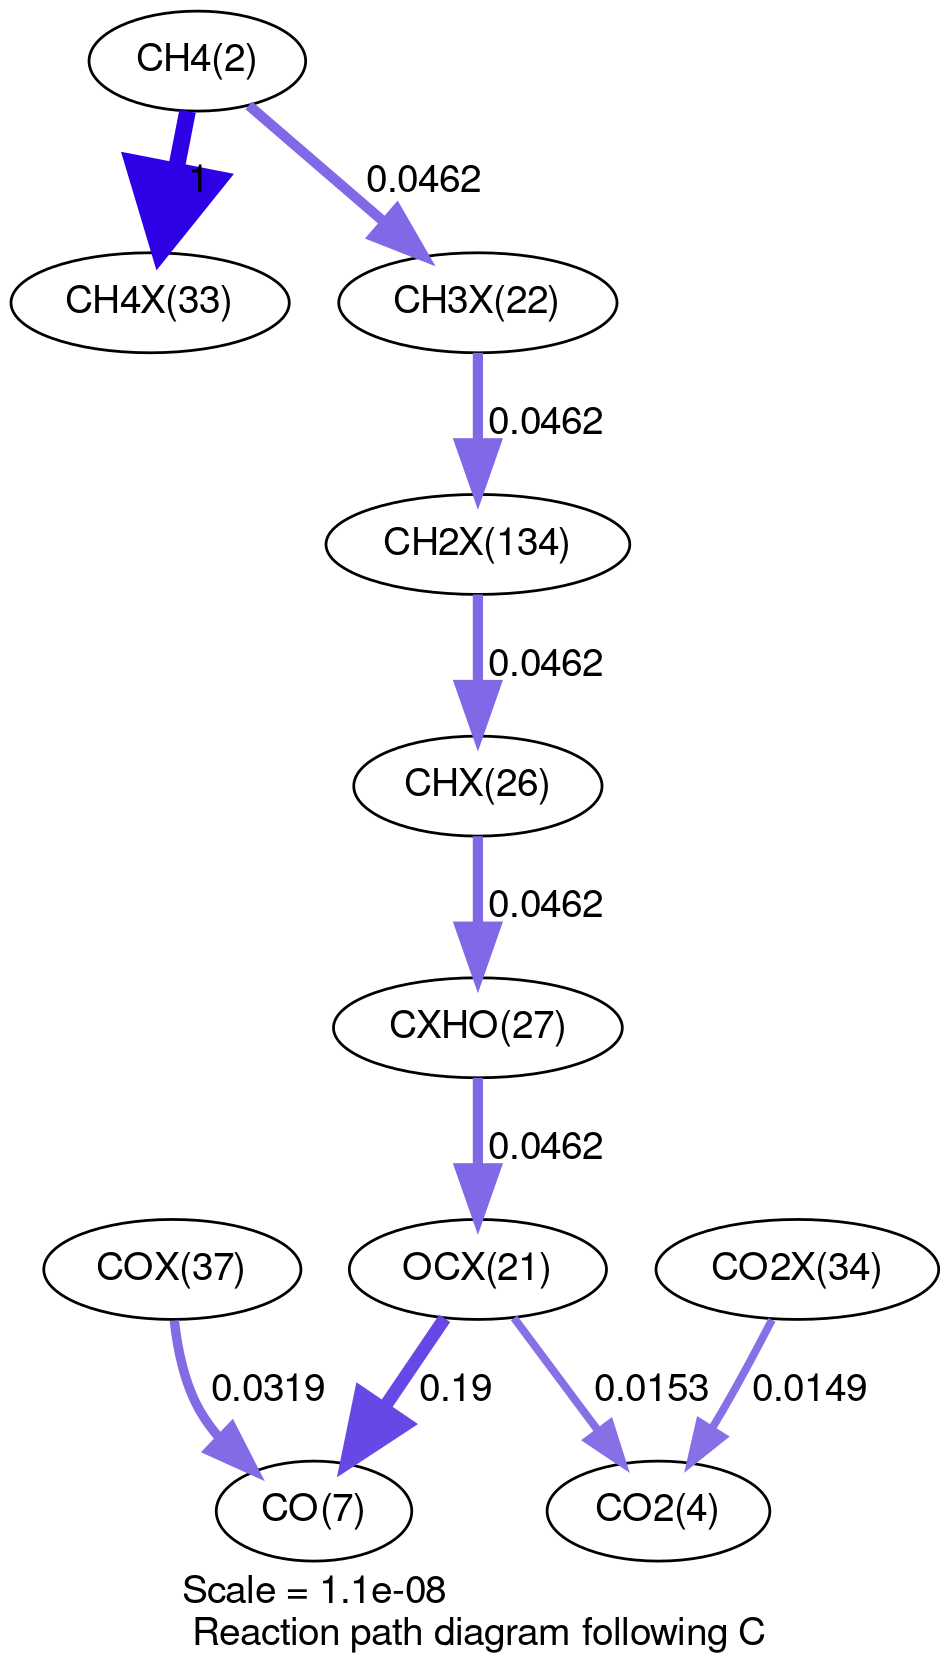 CH4(2)
1
0.0462
CH4X(33)
CH3X(22)
0.0462
CH2X(134)
0.0462
CHX(26)
0.0462
CXHO(27)
0.0462
COX(37)
OCX(21)
CO2X(34)
0.0319
0.19
0.0153
0.0149
CO(7)
CO2(4)
Scale = 1.1e-08
Reaction path diagram following C